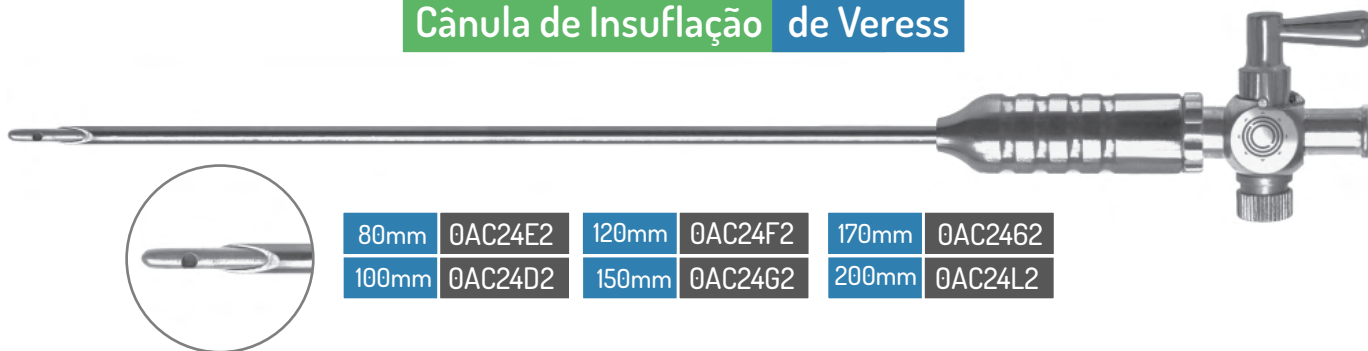 Cânula de Insuflação de Veress
80mm 0AC24E2 120mm 0AC24F2 170mm 0AC2462
100mm 0AC24D2 150mm 0AC24G2 200mm 0AC24L2